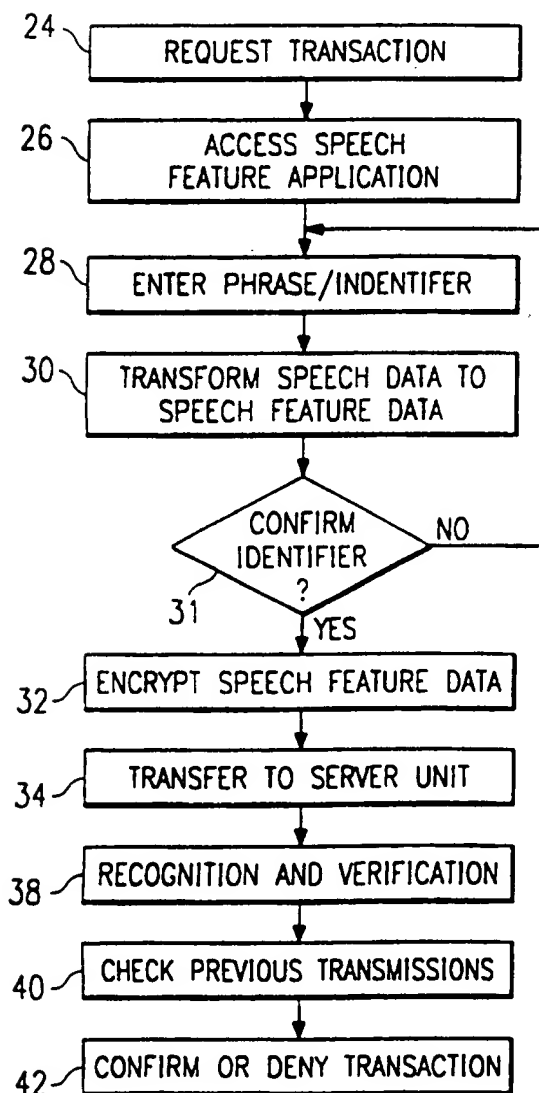 24
REQUEST TRANSACTION
26
ACCESS SPEECH
FEATURE APPLICATION
28
ENTER PHRASE/INDENTIFER
30
TRANSFORM SPEECH DATA TO
SPEECH FEATURE DATA
CONFIRM
IDENTIFIER
?
NO
31
YES
32
ENCRYPT SPEECH FEATURE DATA
34
TRANSFER TO SERVER UNIT
38
RECOGNITION AND VERIFICATION
40
CHECK PREVIOUS TRANSMISSIONS
42
CONFIRM OR DENY TRANSACTION